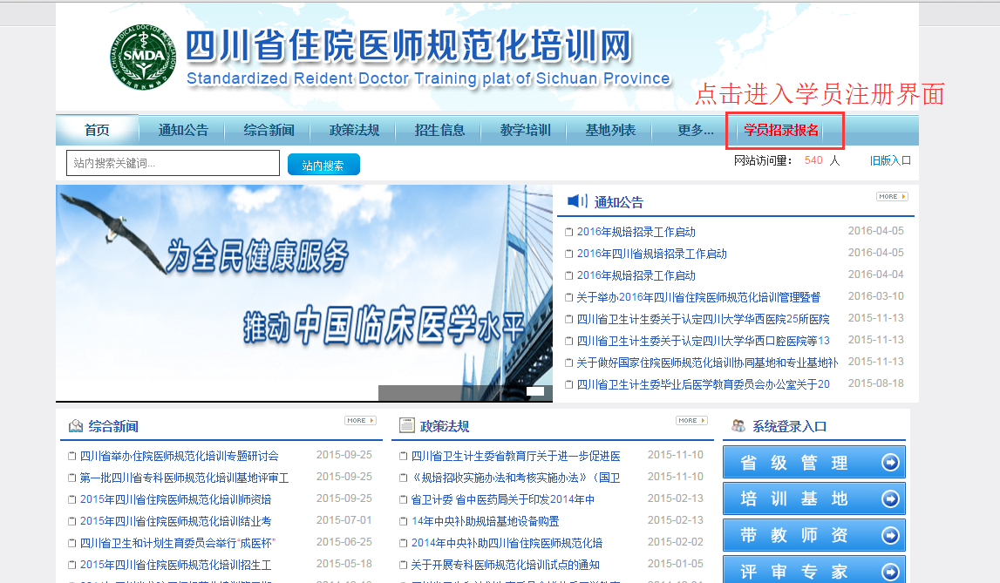 四川省住院医师规范化培训网
SMDA
Standardized Reident Doctor Training plat of Sichuan Province
点击进入学员注册界面
首页 通知公告 综合新闻 政策法规 招生信息 教学培训 基地列表 更多... 学员招录报名
站内搜索关键词... 站内搜索 网站访问量： 540 人 旧版入口
为全民健康服务
推动中国临床医学水平
通知公告 MORE
2016年规培招录工作启动 2016-04-05
2016年四川省规培招录工作启动 2016-04-05
2016年规培招录工作启动 2016-04-04
关于举办2016年四川省住院医师规范化培训管理暨督 2016-03-10
四川省卫生计生委关于认定四川大学华西医院25所医院 2015-11-13
四川省卫生计生委关于认定四川大学华西口腔医院等13 2015-11-13
关于做好国家住院医师规范化培训协同基地和专业基地补 2015-11-13
四川省卫生计生委毕业后医学教育委员会办公室关于20 2015-08-18
综合新闻 MORE
四川省举办住院医师规范化培训专题研讨会 2015-09-25
第一批四川省专科医师规范化培训基地评审工 2015-09-25
2015年四川省住院医师规范化培训师资培 2015-09-25
2015年四川省住院医师规范化培训结业考 2015-07-01
四川省卫生和计划生育委员会举行“成医杯” 2015-06-25
2015年四川省住院医师规范化培训招生工 2015-05-18
政策法规 MORE
四川省卫生计生委省教育厅关于进一步促进医 2015-11-10
《规培招收实施办法和考核实施办法》（国卫 2015-11-10
省卫计委 省中医药局关于印发2014年中 2015-02-13
14年中央补助规培基地设备购置 2015-02-13
2014年中央补助四川省住院医师规范化培 2015-02-02
关于开展专科医师规范化培训试点的通知 2015-01-05
系统登录入口
省级管理
培训基地
带教师资
评审专家